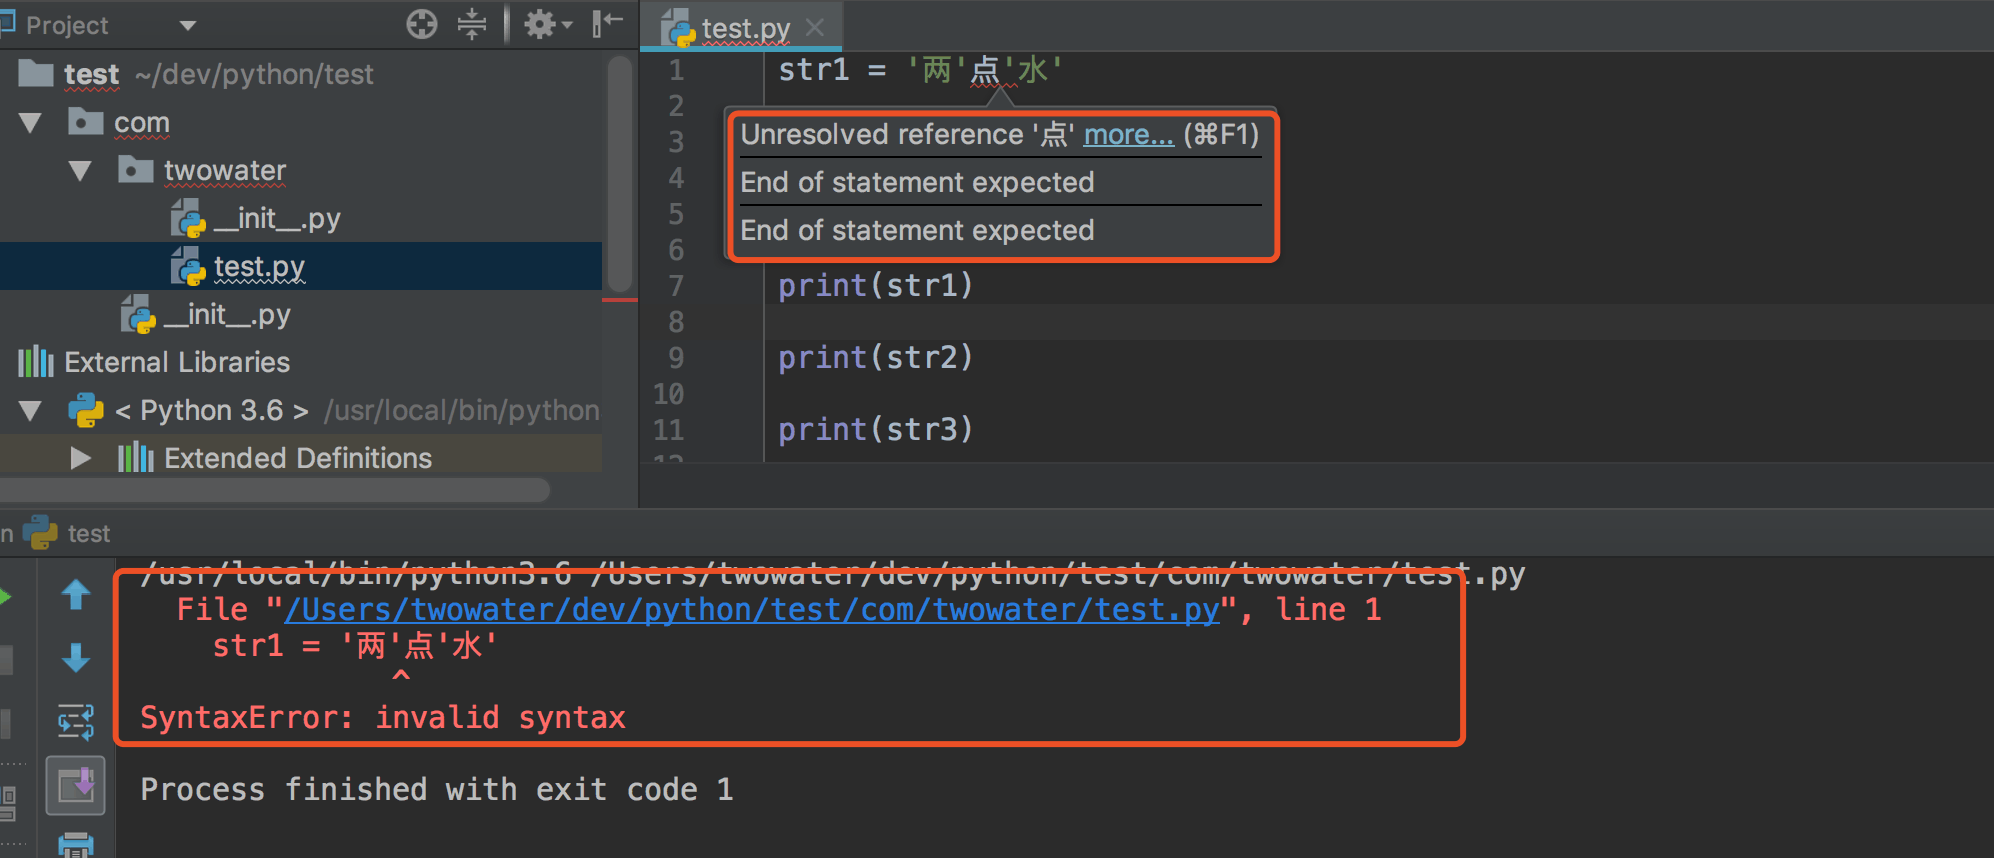 Project
test ~/dev/python/test
com
twowater
__init__.py
test.py
__init__.py
External Libraries
< Python 3.6 > /usr/local/bin/python
Extended Definitions
test.py
1 str1 = '两'点'水'
2
3
4
5
6
Unresolved reference '点' more... (⌘F1)
End of statement expected
End of statement expected
7 print(str1)
8
9 print(str2)
10
11 print(str3)
12
n test
/usr/local/bin/python3.6 /Users/twowater/dev/python/test/com/twowater/test.py
File "/Users/twowater/dev/python/test/com/twowater/test.py", line 1
str1 = '两'点'水'
^
SyntaxError: invalid syntax
Process finished with exit code 1